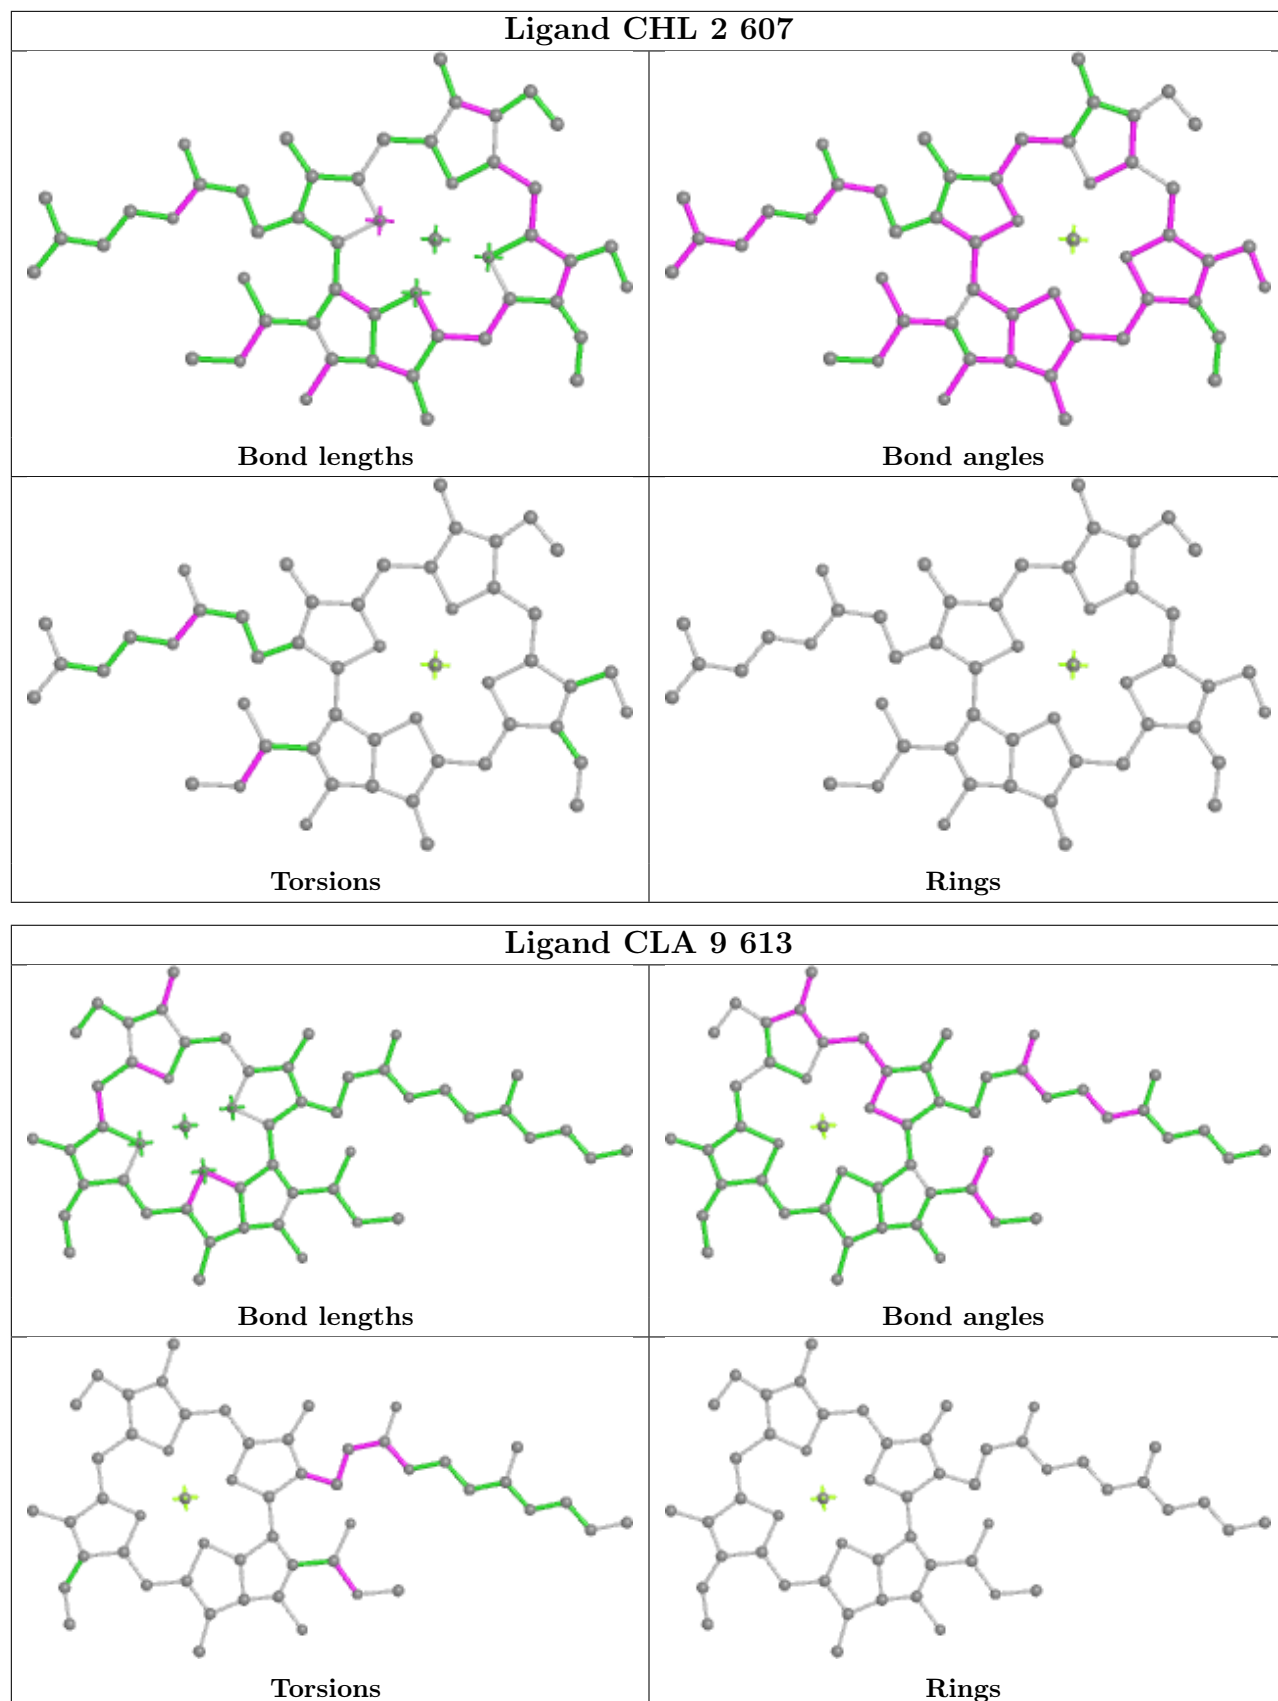 Ligand CHL 2 607
Bond lengths
Bond angles
Torsions
Rings
Ligand CLA 9 613
Bond lengths
Bond angles
Torsions
Rings